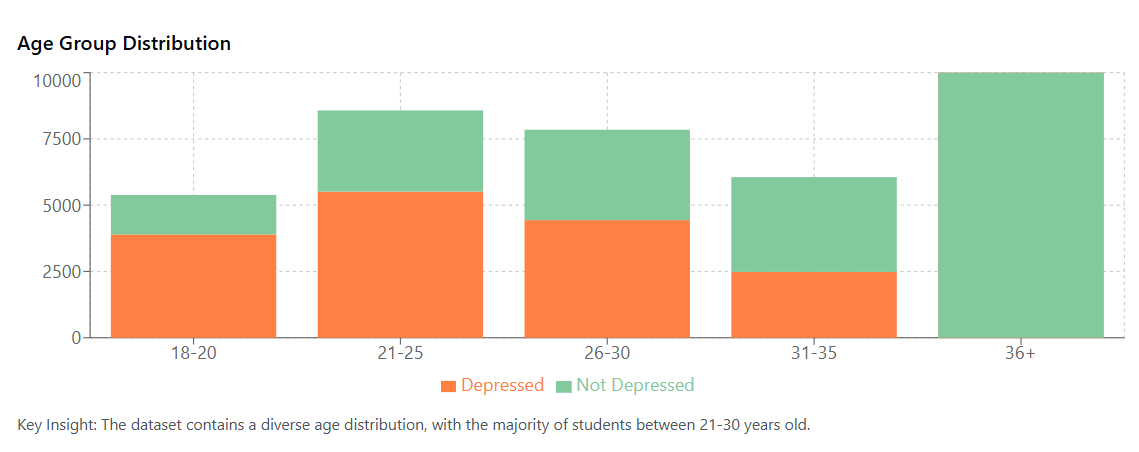 Age Group Distribution
10000
7500
5000
2500
0
18-20 21-25 26-30 31-35 36+
Depressed Not Depressed
Key Insight: The dataset contains a diverse age distribution, with the majority of students between 21-30 years old.